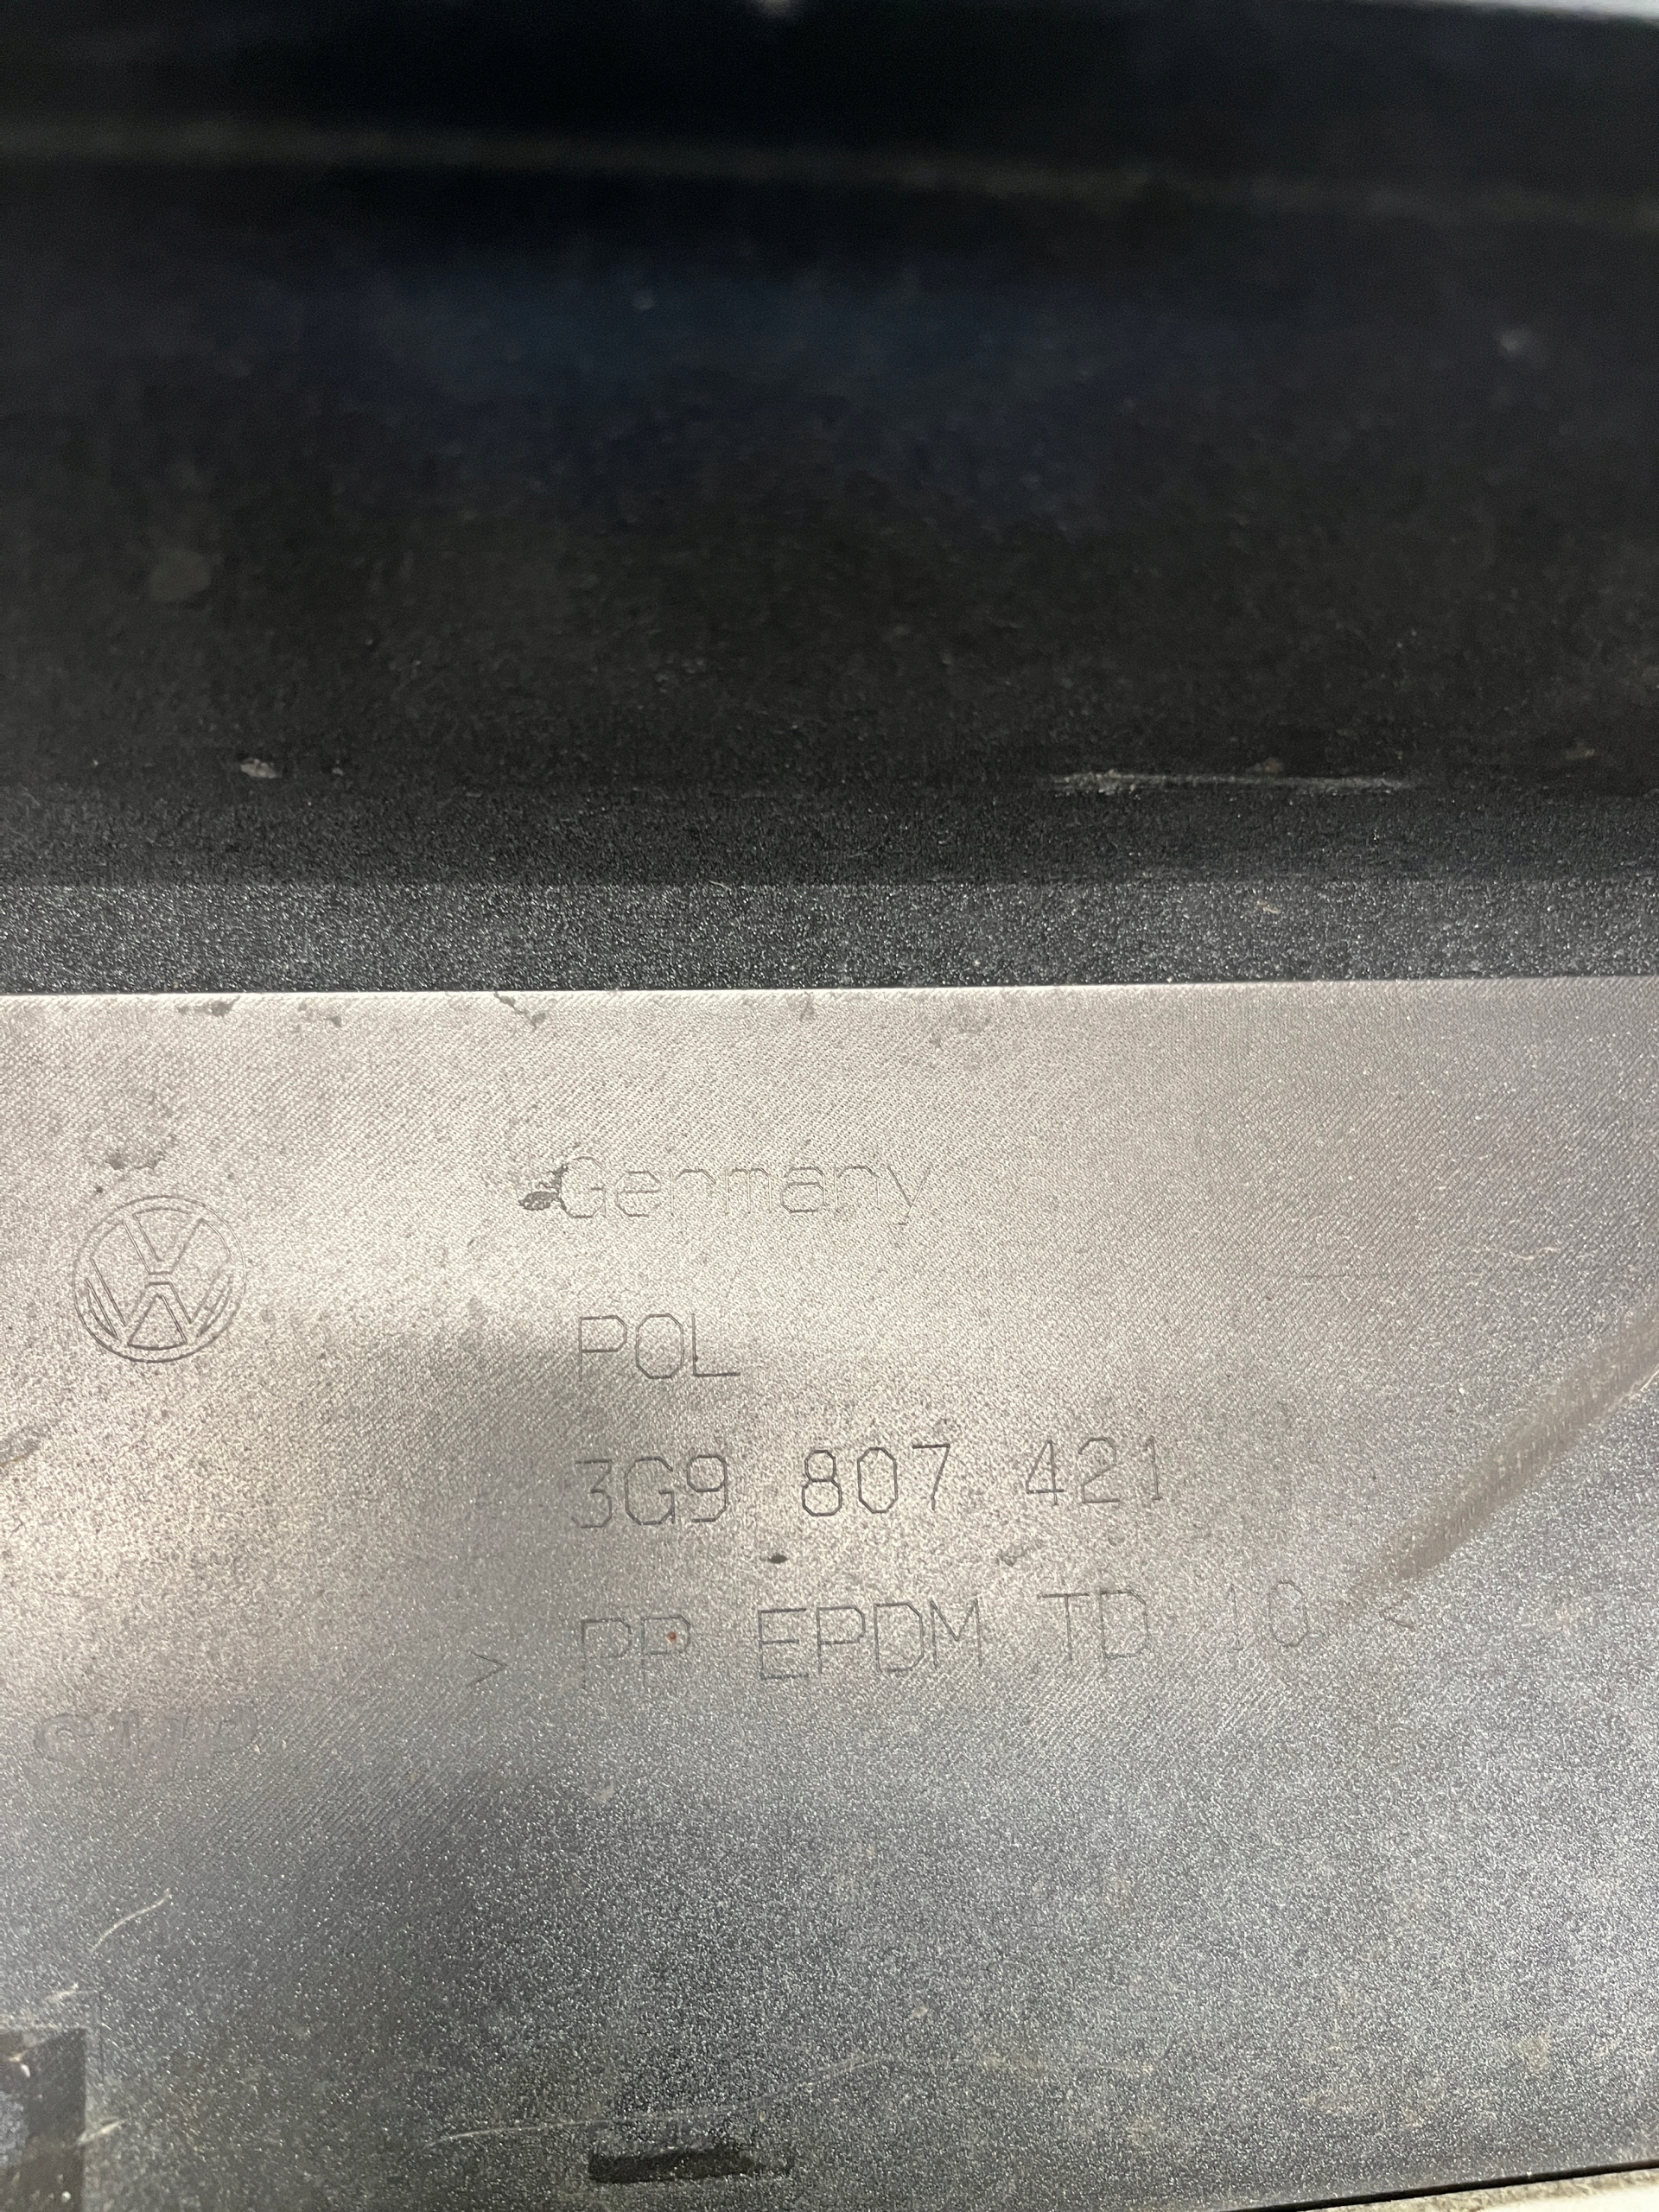 Germany
POL
3G9 807 421
> PP EPDM TD 10 <